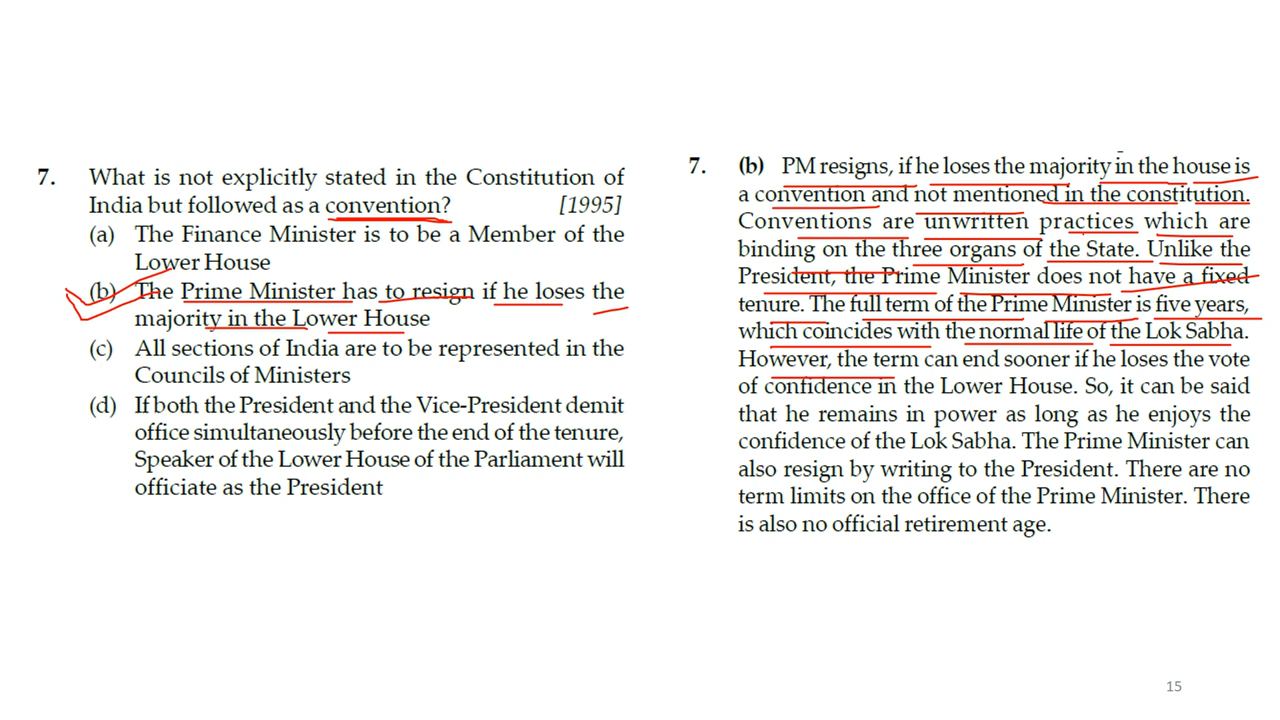 7. What is not explicitly stated in the Constitution of
India but followed as a convention? [1995]
(a) The Finance Minister is to be a Member of the
Lower House
(b) The Prime Minister has to resign if he loses the
majority in the Lower House
(c) All sections of India are to be represented in the
Councils of Ministers
(d) If both the President and the Vice-President demit
office simultaneously before the end of the tenure,
Speaker of the Lower House of the Parliament will
officiate as the President
7. (b) PM resigns, if he loses the majority in the house is
a convention and not mentioned in the constitution.
Conventions are unwritten practices which are
binding on the three organs of the State. Unlike the
President, the Prime Minister does not have a fixed
tenure. The full term of the Prime Minister is five years,
which coincides with the normal life of the Lok Sabha.
However, the term can end sooner if he loses the vote
of confidence in the Lower House. So, it can be said
that he remains in power as long as he enjoys the
confidence of the Lok Sabha. The Prime Minister can
also resign by writing to the President. There are no
term limits on the office of the Prime Minister. There
is also no official retirement age.
15